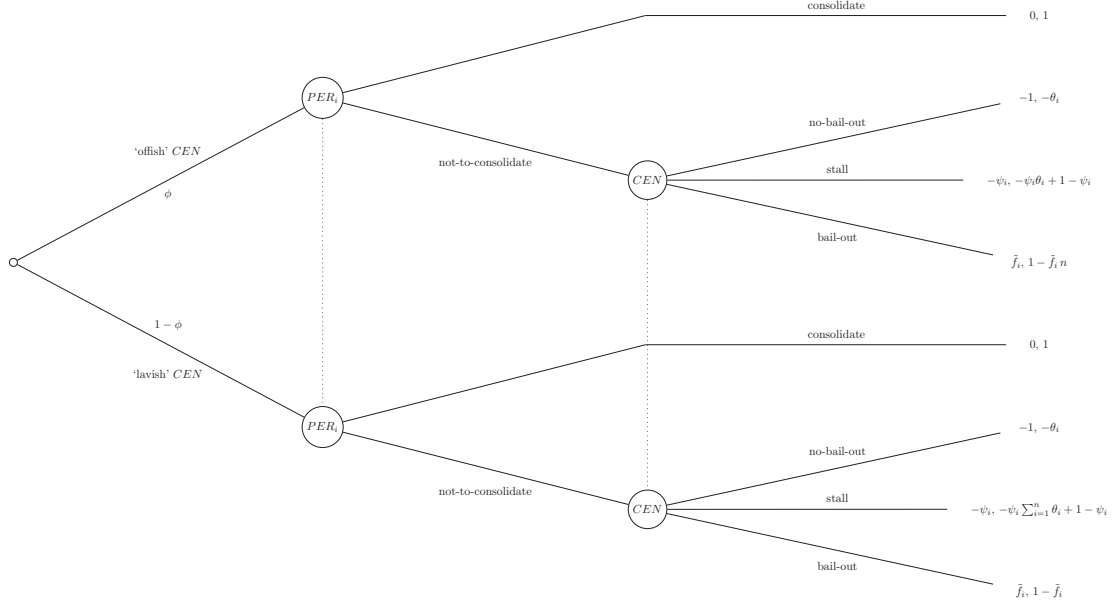 consolidate
0, 1
PER_i
-1, -θ_i
no-bail-out
'offish' CEN
not-to-consolidate
stall
CEN
-ψ_i, -ψ_iθ_i + 1 - ψ_i
φ
bail-out
f̃_i, 1 - f̃_i n
1 - φ
consolidate
0, 1
'lavish' CEN
PER_i
-1, -θ_i
no-bail-out
not-to-consolidate
stall
CEN
-ψ_i, -ψ_i ∑_{i=1}^{n} θ_i + 1 - ψ_i
bail-out
f̃_i, 1 - f̃_i